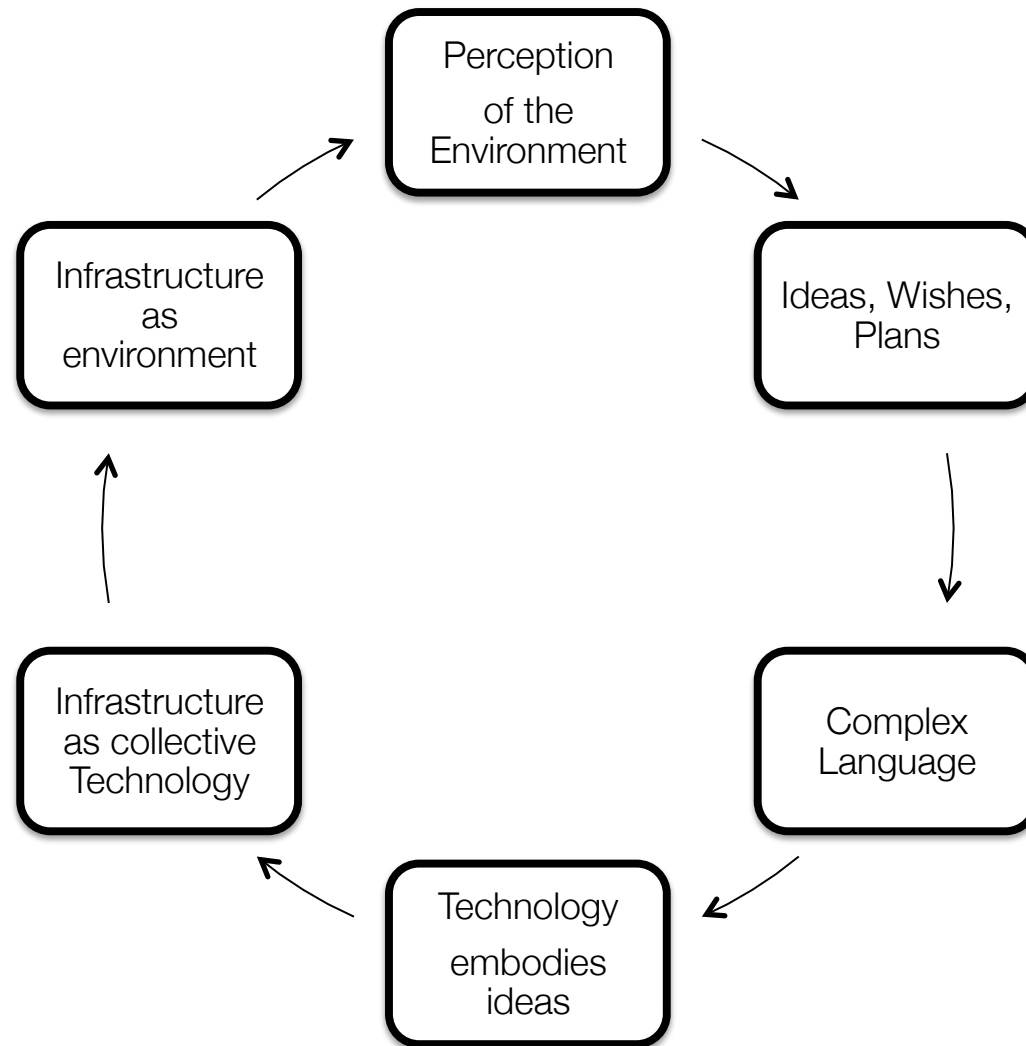 Perception
of the
Environment
Ideas, Wishes,
Plans
Complex
Language
Technology
embodies
ideas
Infrastructure
as collective
Technology
Infrastructure
as
environment